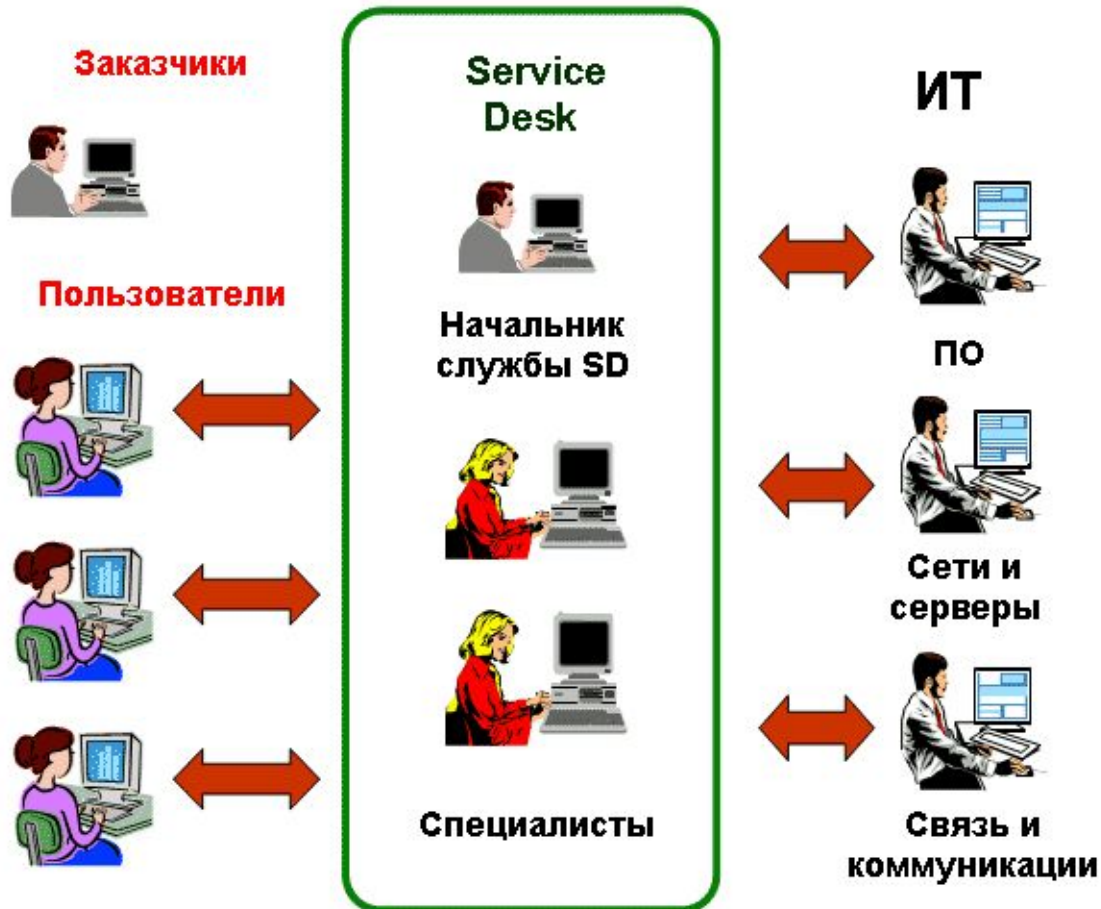 Заказчики
Пользователи
Service
Desk
Начальник
службы SD
Специалисты
ИТ
ПО
Сети и
серверы
Связь и
коммуникации